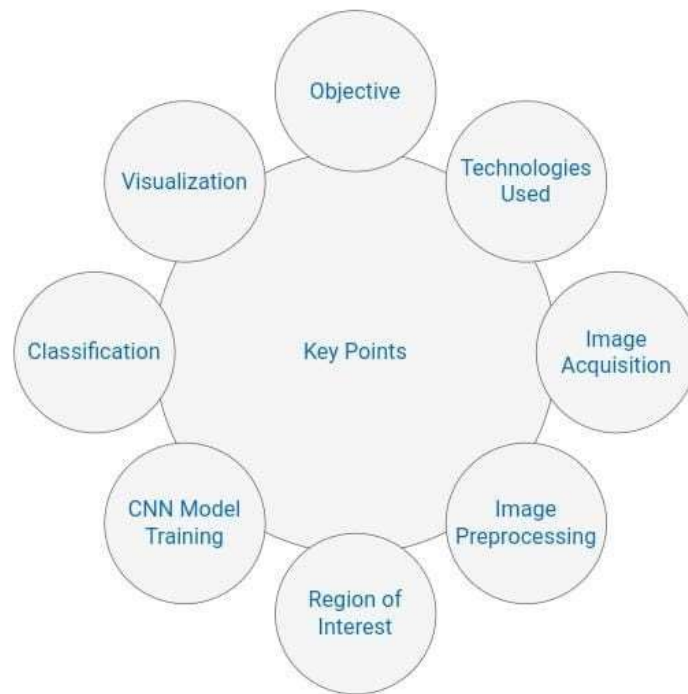 Objective
Technologies
Used
Image
Acquisition
Image
Preprocessing
Region of
Interest
CNN Model
Training
Classification
Visualization
Key Points